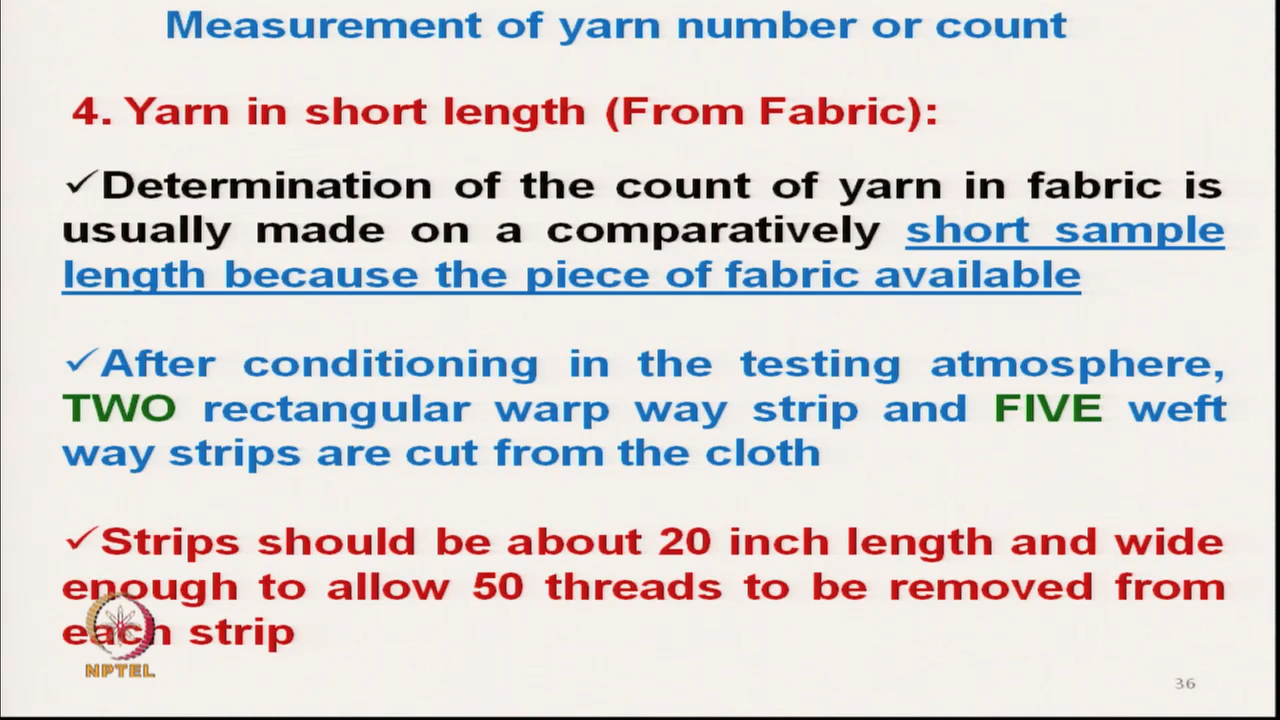 Measurement of yarn number or count
4. Yarn in short length (From Fabric):
✓Determination of the count of yarn in fabric is
usually made on a comparatively short sample
length because the piece of fabric available
✓After conditioning in the testing atmosphere,
TWO rectangular warp way strip and FIVE weft
way strips are cut from the cloth
✓Strips should be about 20 inch length and wide
enough to allow 50 threads to be removed from
each strip
NPTEL
36